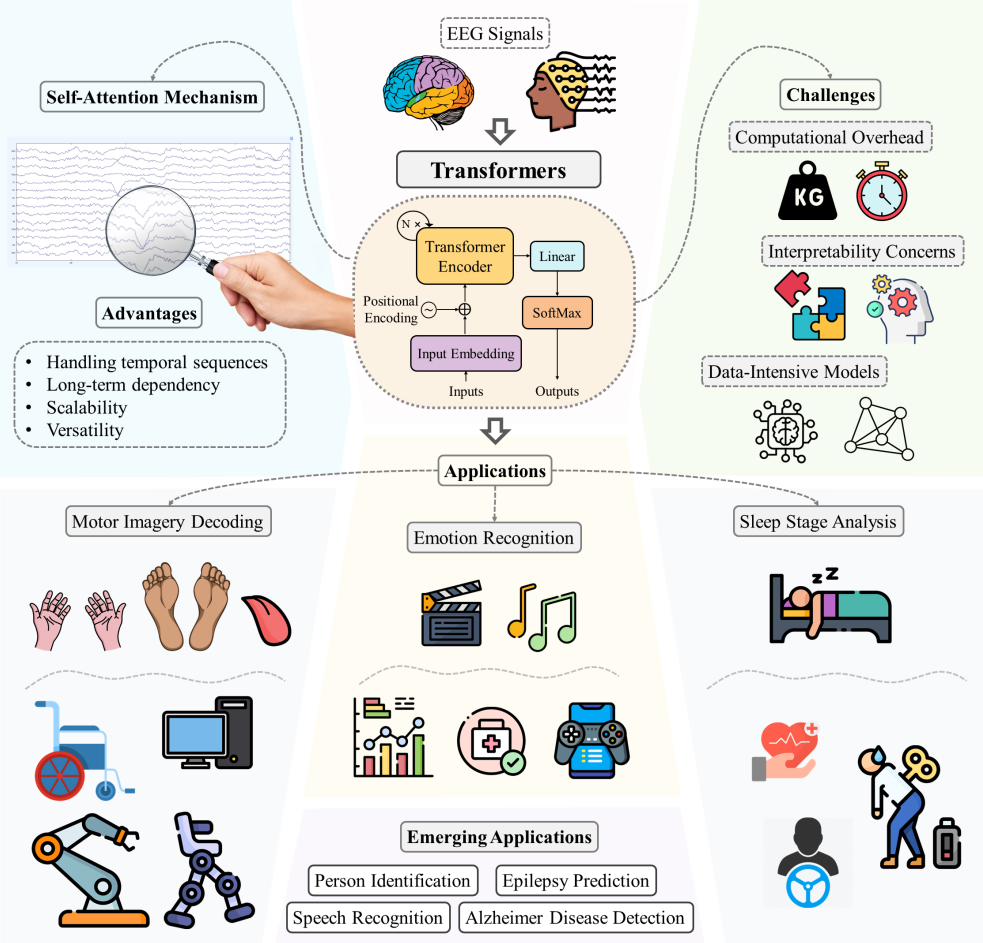 EEG Signals
Self-Attention Mechanism
Challenges
Computational Overhead
Transformers
KG
N ×
Transformer
Encoder
Linear
Interpretability Concerns
Positional
Encoding
SoftMax
Advantages
Input Embedding
Inputs
Outputs
• Handling temporal sequences
• Long-term dependency
• Scalability
• Versatility
Data-Intensive Models
Applications
Motor Imagery Decoding
Emotion Recognition
Sleep Stage Analysis
z z
Emerging Applications
Person Identification
Epilepsy Prediction
Speech Recognition
Alzheimer Disease Detection